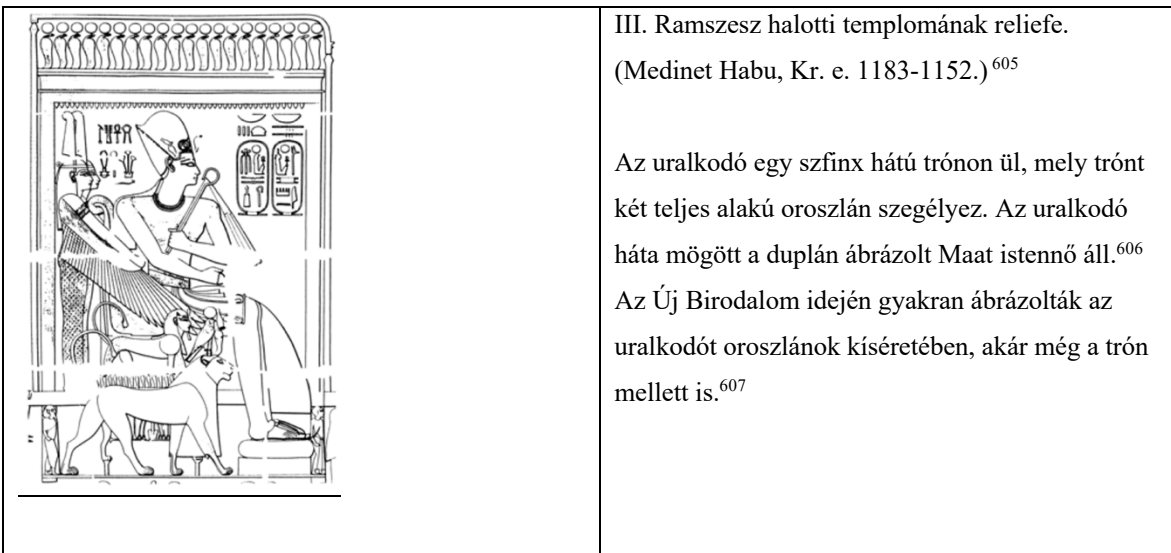 III. Ramszesz halotti templomának reliefe.
(Medinet Habu, Kr. e. 1183-1152.) 605
Az uralkodó egy szfinx hátú trónon ül, mely trónt
két teljes alakú oroszlán szegélyez. Az uralkodó
háta mögött a duplán ábrázolt Maat istennő áll.606
Az Új Birodalom idején gyakran ábrázolták az
uralkodót oroszlánok kíséretében, akár még a trón
mellett is.607